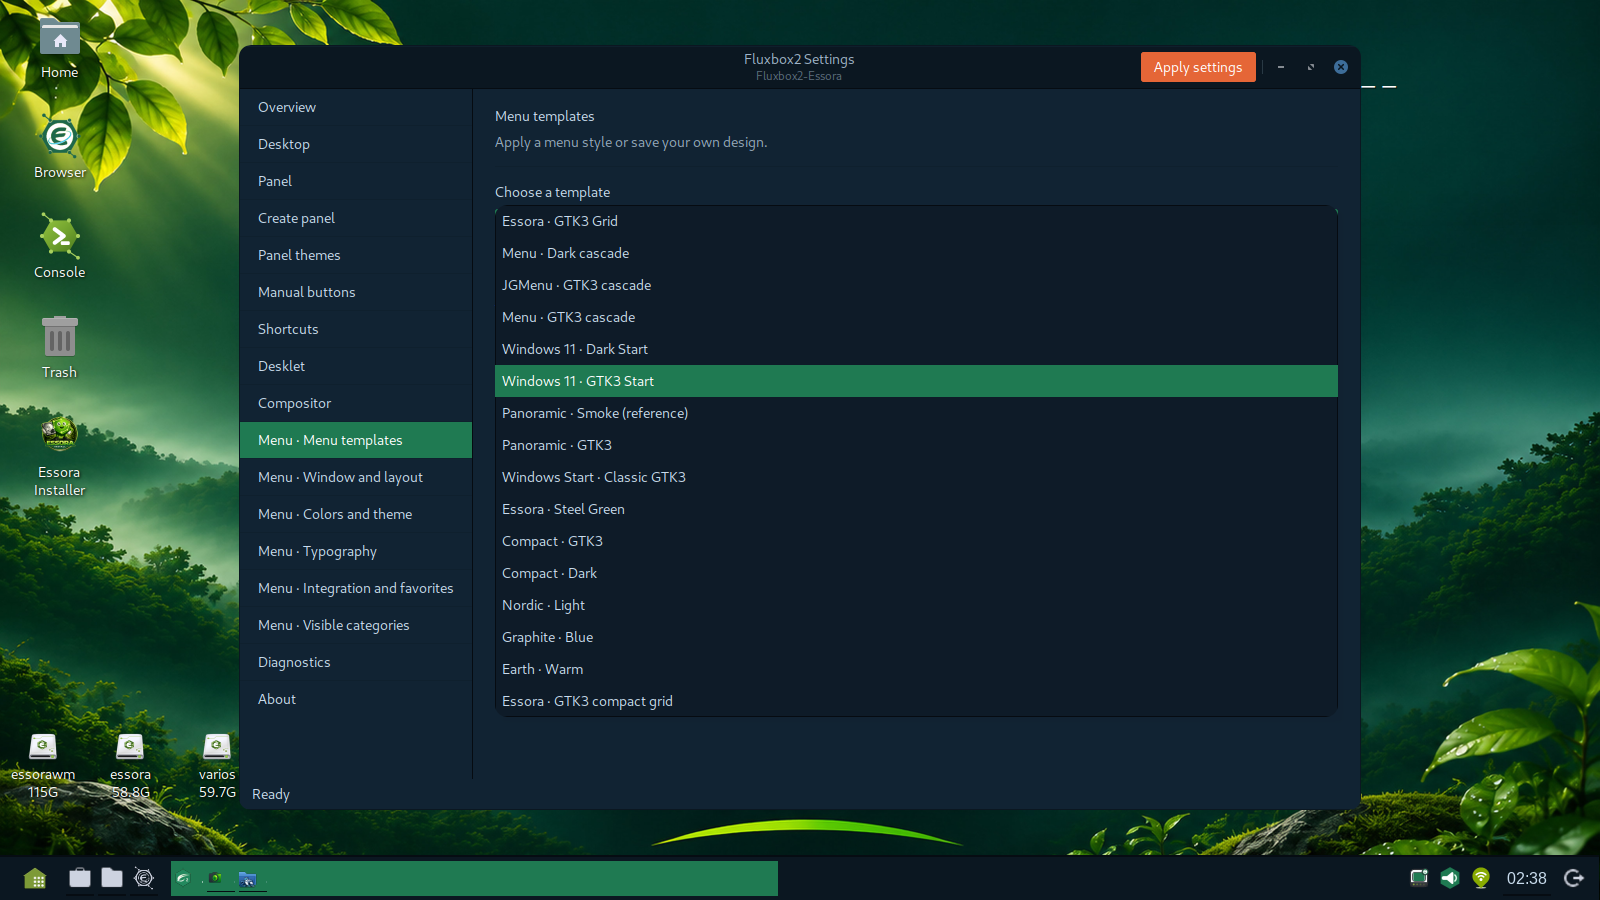 Home
Browser
Console
Trash
Essora
Installer
essorawm
115G
essora
58.8G
varios
59.7G
Fluxbox2 Settings
Fluxbox2-Essora
Apply settings
Overview
Desktop
Panel
Create panel
Panel themes
Manual buttons
Shortcuts
Desklet
Compositor
Menu · Menu templates
Menu · Window and layout
Menu · Colors and theme
Menu · Typography
Menu · Integration and favorites
Menu · Visible categories
Diagnostics
About
Menu templates
Apply a menu style or save your own design.
Choose a template
Essora · GTK3 Grid
Menu · Dark cascade
JGMenu · GTK3 cascade
Menu · GTK3 cascade
Windows 11 · Dark Start
Windows 11 · GTK3 Start
Panoramic · Smoke (reference)
Panoramic · GTK3
Windows Start · Classic GTK3
Essora · Steel Green
Compact · GTK3
Compact · Dark
Nordic · Light
Graphite · Blue
Earth · Warm
Essora · GTK3 compact grid
Ready
02:38